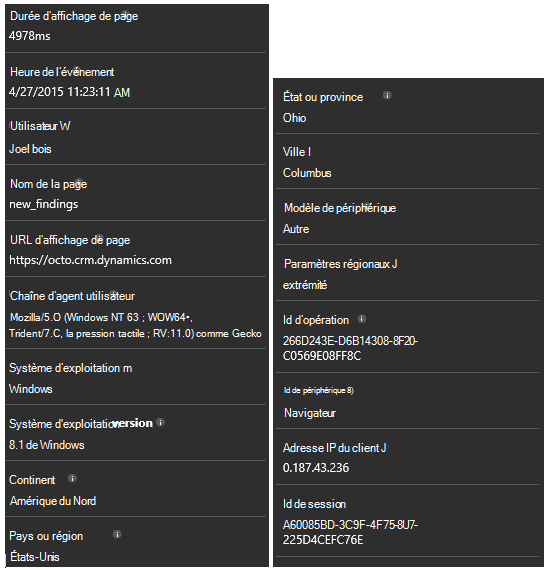 Durée d'affichage de page
4978ms
Heure de l'événement
4/27/2015 11:23:11 AM
Utilisateur W
Joel bois
Nom de la page
new_findings
URL d'affichage de page
https://octo.crm.dynamics.com
Chaîne d'agent utilisateur
Mozilla/5.O (Windows NT 63 ; WOW64•,
Trident/7.C, la pression tactile ; RV:11.0) comme Gecko
Système d'exploitation m
Windows
Système d'exploitation version
8.1 de Windows
Continent
Amérique du Nord
Pays ou région
États-Unis
État ou province
Ohio
Ville I
Columbus
Modèle de périphérique
Autre
Paramètres régionaux J
extrémité
Id d'opération
266D243E-D6B14308-8F20-
C0569E08FF8C
Id de périphérique 8)
Navigateur
Adresse IP du client J
0.187.43.236
Id de session
A60085BD-3C9F-4F75-8U7-
225D4CEFC76E